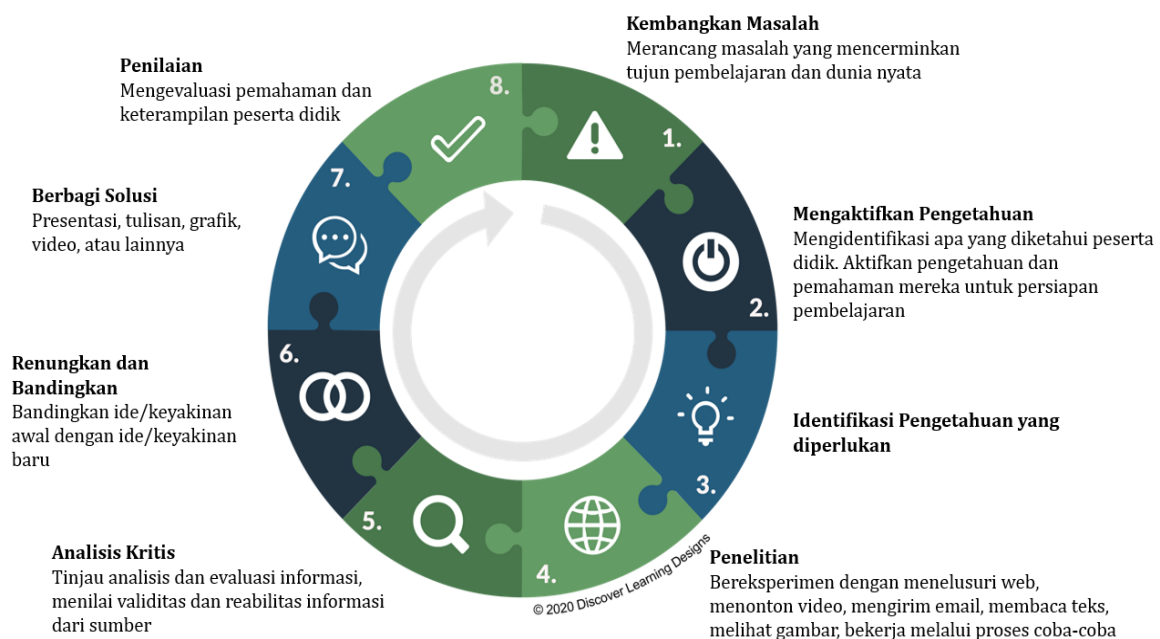 Kembangkan Masalah
Merancang masalah yang mencerminkan
tujun pembelajaran dan dunia nyata
1.
Mengaktifkan Pengetahuan
Mengidentifikasi apa yang diketahui peserta
didik. Aktifkan pengetahuan dan
pemahaman mereka untuk persiapan
pembelajaran
2.
Identifikasi Pengetahuan yang
diperlukan
3.
Penelitian
Bereksperimen dengan menelusuri web,
menonton video, mengirim email, membaca teks,
melihat gambar, bekerja melalui proses coba-coba
4.
© 2020 Discover Learning Designs
Analisis Kritis
Tinjau analisis dan evaluasi informasi,
menilai validitas dan reabilitas informasi
dari sumber
5.
Renungkan dan
Bandingkan
Bandingkan ide/keyakinan
awal dengan ide/keyakinan
baru
6.
Berbagi Solusi
Presentasi, tulisan, grafik,
video, atau lainnya
7.
Penilaian
Mengevaluasi pemahaman dan
keterampilan peserta didik
8.